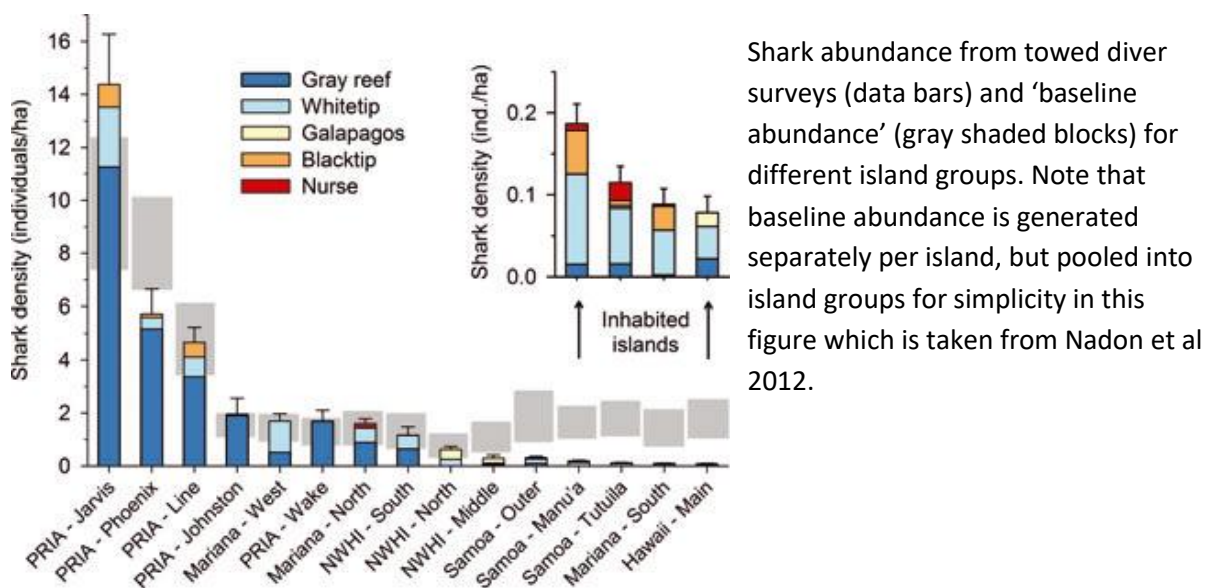 16
14
12
10
8
6
4
2
0
Shark density (individuals/ha)
Gray reef
Whitetip
Galapagos
Blacktip
Nurse
0.2
0.1
0.0
Shark density (ind./ha)
Inhabited
islands
PRIA - Jarvis
PRIA - Phoenix
PRIA - Line
PRIA - Johnston
Mariana - West
PRIA - Wake
Mariana - North
NWHI - South
NWHI - North
NWHI - Middle
Samoa - Outer
Samoa - Manu'a
Samoa - Tutuila
Mariana - South
Hawaii - Main
Shark abundance from towed diver
surveys (data bars) and ‘baseline
abundance’ (gray shaded blocks) for
different island groups. Note that
baseline abundance is generated
separately per island, but pooled into
island groups for simplicity in this
figure which is taken from Nadon et al
2012.